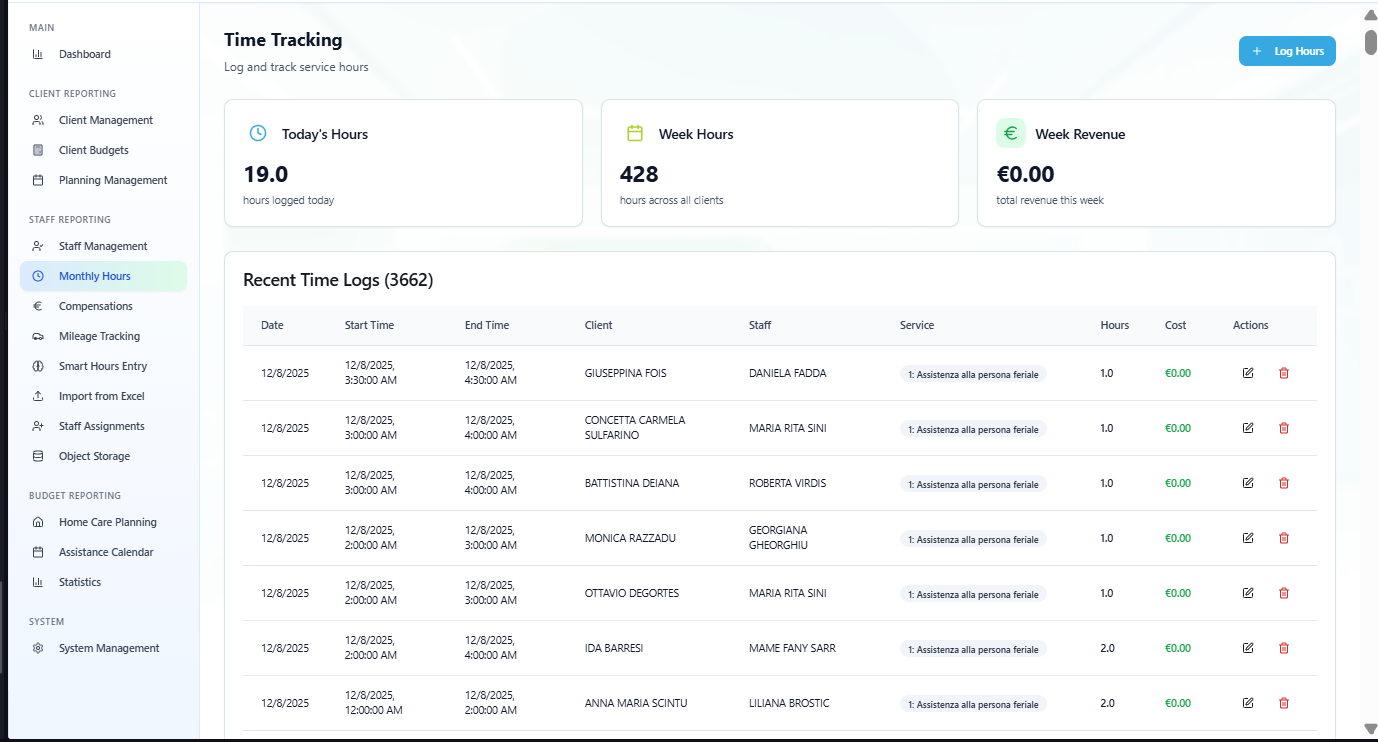 MAIN
Dashboard
CLIENT REPORTING
Client Management
Client Budgets
Planning Management
STAFF REPORTING
Staff Management
Monthly Hours
Compensations
Mileage Tracking
Smart Hours Entry
Import from Excel
Staff Assignments
Object Storage
BUDGET REPORTING
Home Care Planning
Assistance Calendar
Statistics
SYSTEM
System Management
Time Tracking
Log and track service hours
+ Log Hours
Today's Hours
19.0
hours logged today
Week Hours
428
hours across all clients
€ Week Revenue
€0.00
total revenue this week
Recent Time Logs (3662)
Date Start Time End Time Client Staff Service Hours Cost Actions
12/8/2025 12/8/2025, 3:30:00 AM 12/8/2025, 4:30:00 AM GIUSEPPINA FOIS DANIELA FADDA 1: Assistenza alla persona feriale 1.0 €0.00
12/8/2025 12/8/2025, 3:00:00 AM 12/8/2025, 4:00:00 AM CONCETTA CARMELA SULFARINO MARIA RITA SINI 1: Assistenza alla persona feriale 1.0 €0.00
12/8/2025 12/8/2025, 3:00:00 AM 12/8/2025, 4:00:00 AM BATTISTINA DEIANA ROBERTA VIRDIS 1: Assistenza alla persona feriale 1.0 €0.00
12/8/2025 12/8/2025, 2:00:00 AM 12/8/2025, 3:00:00 AM MONICA RAZZADU GEORGIANA GHEORGHIU 1: Assistenza alla persona feriale 1.0 €0.00
12/8/2025 12/8/2025, 2:00:00 AM 12/8/2025, 3:00:00 AM OTTAVIO DEGORTES MARIA RITA SINI 1: Assistenza alla persona feriale 1.0 €0.00
12/8/2025 12/8/2025, 2:00:00 AM 12/8/2025, 4:00:00 AM IDA BARRESI MAME FANY SARR 1: Assistenza alla persona feriale 2.0 €0.00
12/8/2025 12/8/2025, 12:00:00 AM 12/8/2025, 2:00:00 AM ANNA MARIA SCINTU LILIANA BROSTIC 1: Assistenza alla persona feriale 2.0 €0.00